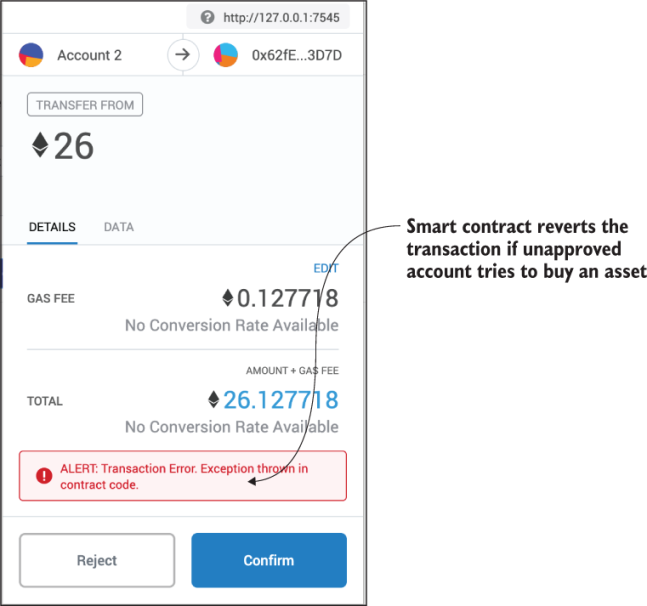 http://127.0.0.1:7545
Account 2
0x62fE...3D7D
TRANSFER FROM
26
DETAILS DATA
EDIT
GAS FEE 0.127718
No Conversion Rate Available
AMOUNT + GAS FEE
TOTAL 26.127718
No Conversion Rate Available
ALERT: Transaction Error. Exception thrown in
contract code.
Reject Confirm
Smart contract reverts the
transaction if unapproved
account tries to buy an asset